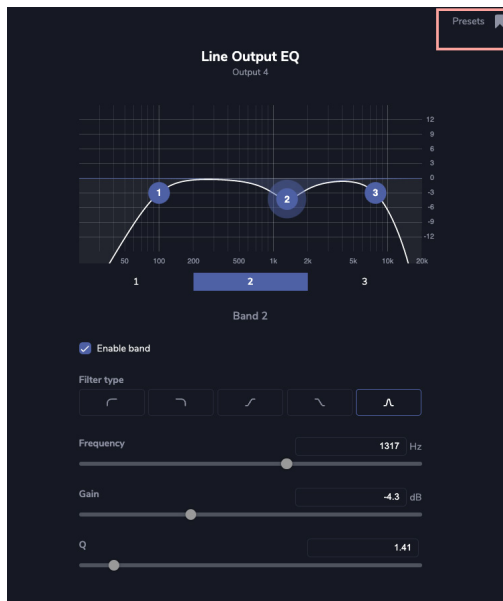 Presets
Line Output EQ
Output 4
12
9
6
3
0
-3
-6
-9
-12
1
2
3
50 100 200 500 1k 2k 5k 10k 20k
1 2 3
Band 2
Enable band
Filter type
Frequency 1317 Hz
Gain -4.3 dB
Q 1.41